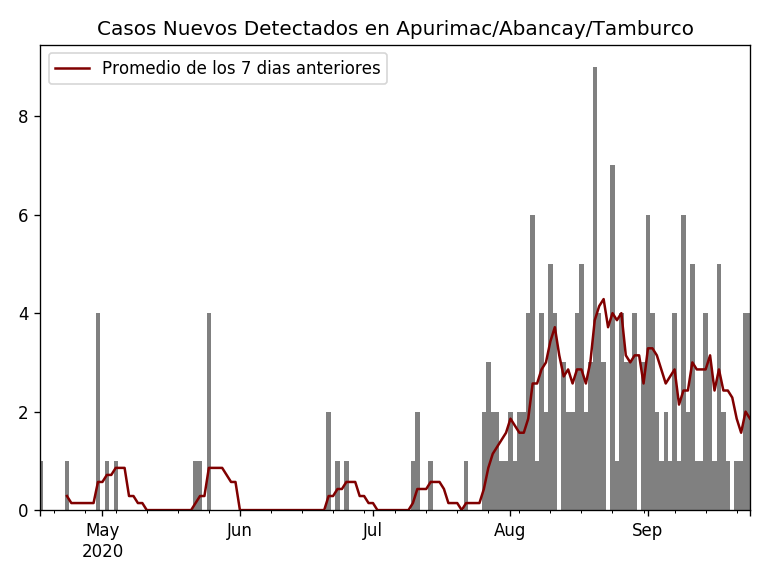 Casos Nuevos Detectados en Apurimac/Abancay/Tamburco
Promedio de los 7 dias anteriores
8
6
4
2
0
May Jun Jul Aug Sep
2020